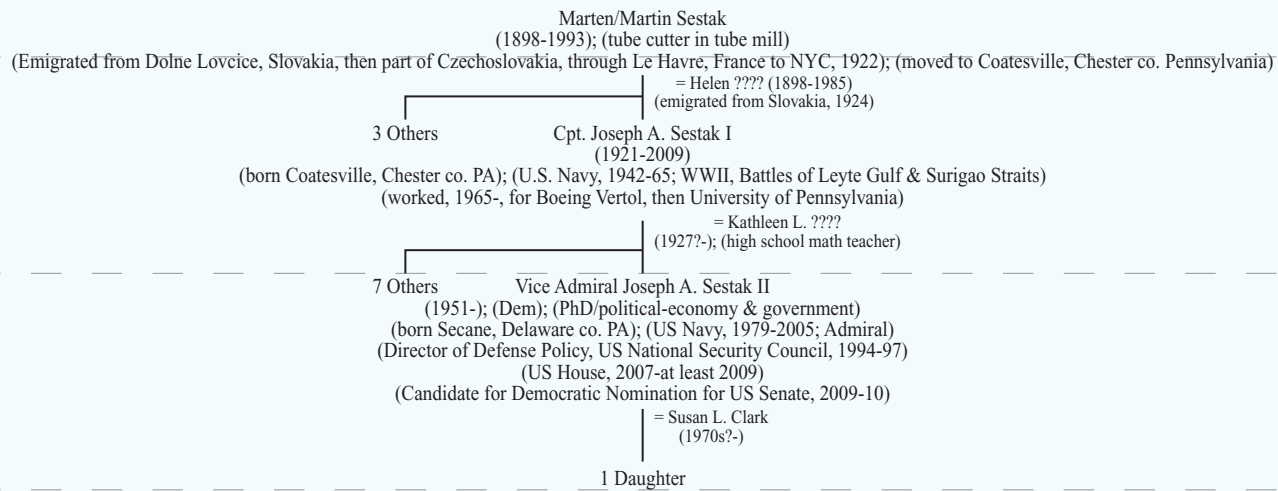 Marten/Martin Sestak
(1898-1993); (tube cutter in tube mill)
(Emigrated from Dolne Lovcice, Slovakia, then part of Czechoslovakia, through Le Havre, France to NYC, 1922); (moved to Coatesville, Chester co. Pennsylvania)
= Helen ???? (1898-1985)
(emigrated from Slovakia, 1924)
3 Others
Cpt. Joseph A. Sestak I
(1921-2009)
(born Coatesville, Chester co. PA); (U.S. Navy, 1942-65; WWII, Battles of Leyte Gulf & Surigao Straits)
(worked, 1965-, for Boeing Vertol, then University of Pennsylvania)
= Kathleen L. ????
(1927?-); (high school math teacher)
7 Others
Vice Admiral Joseph A. Sestak II
(1951-); (Dem); (PhD/political-economy & government)
(born Secane, Delaware co. PA); (US Navy, 1979-2005; Admiral)
(Director of Defense Policy, US National Security Council, 1994-97)
(US House, 2007-at least 2009)
(Candidate for Democratic Nomination for US Senate, 2009-10)
= Susan L. Clark
(1970s?-)
1 Daughter